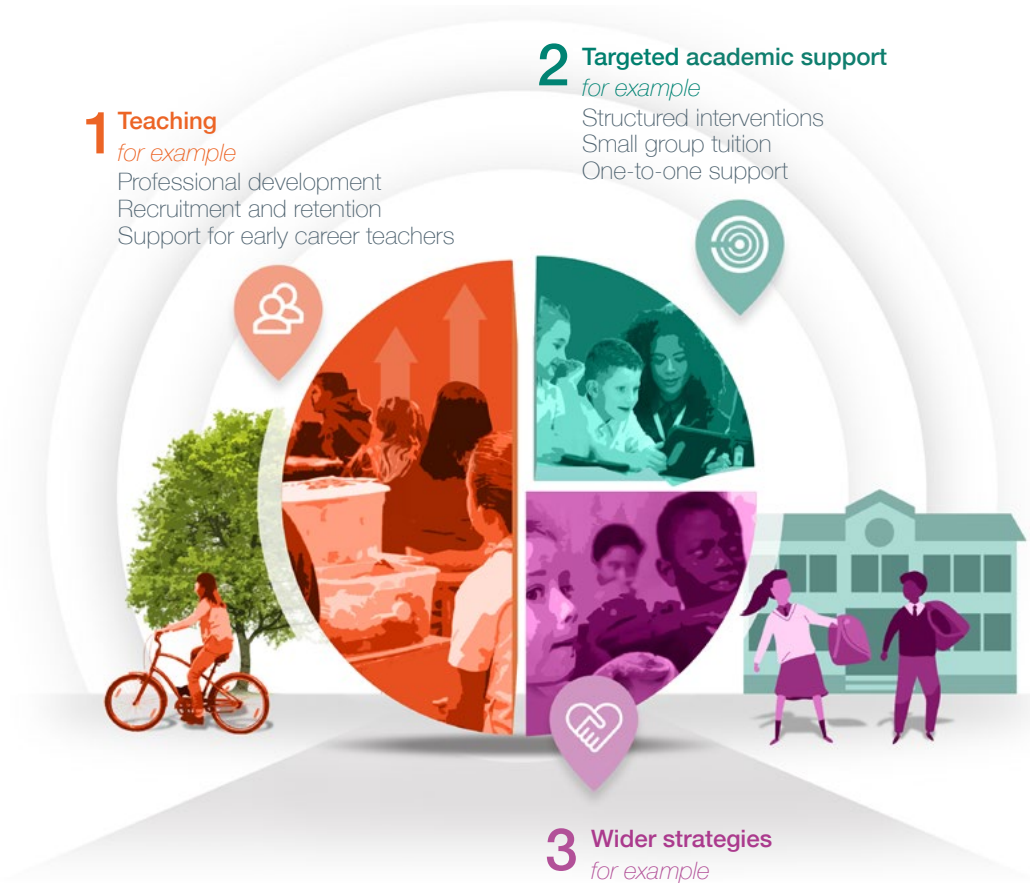 1 Teaching
for example
Professional development
Recruitment and retention
Support for early career teachers
2 Targeted academic support
for example
Structured interventions
Small group tuition
One-to-one support
3 Wider strategies
for example